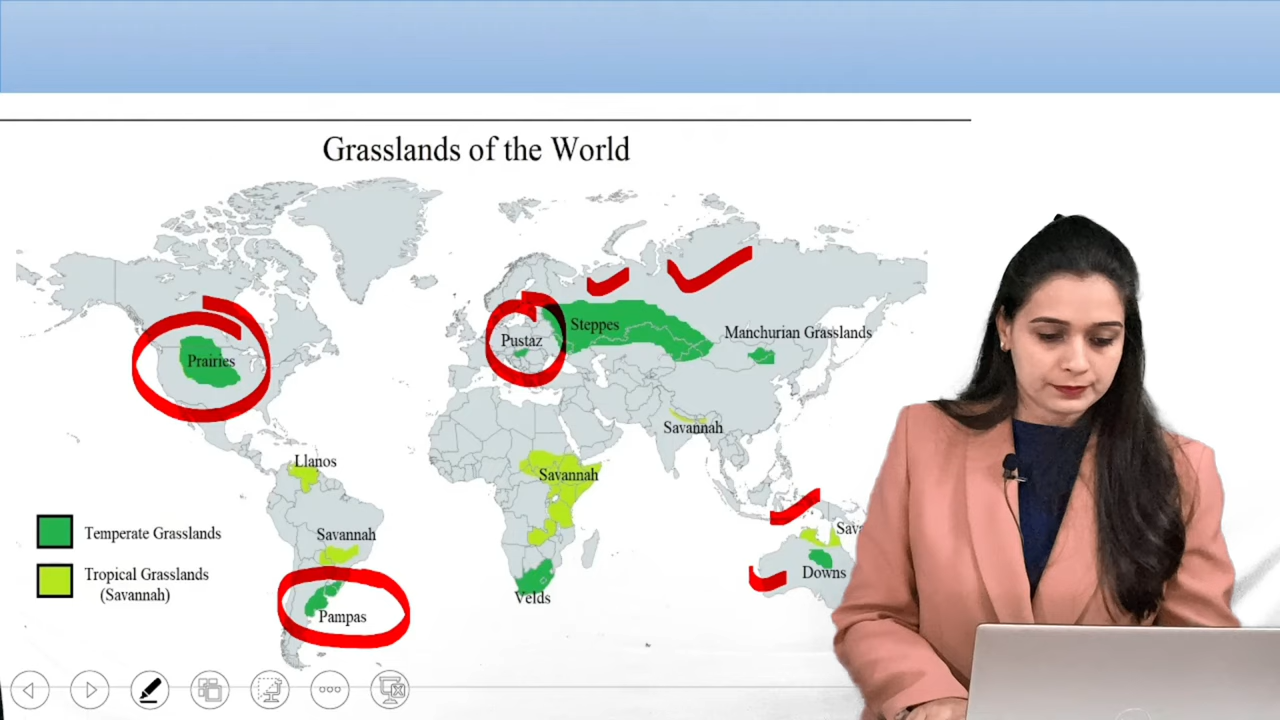 Grasslands of the World
Prairies
Pustaz
Steppes
Manchurian Grasslands
Savannah
Llanos
Savannah
Savannah
Sava
Downs
Velds
Pampas
Temperate Grasslands
Tropical Grasslands
(Savannah)